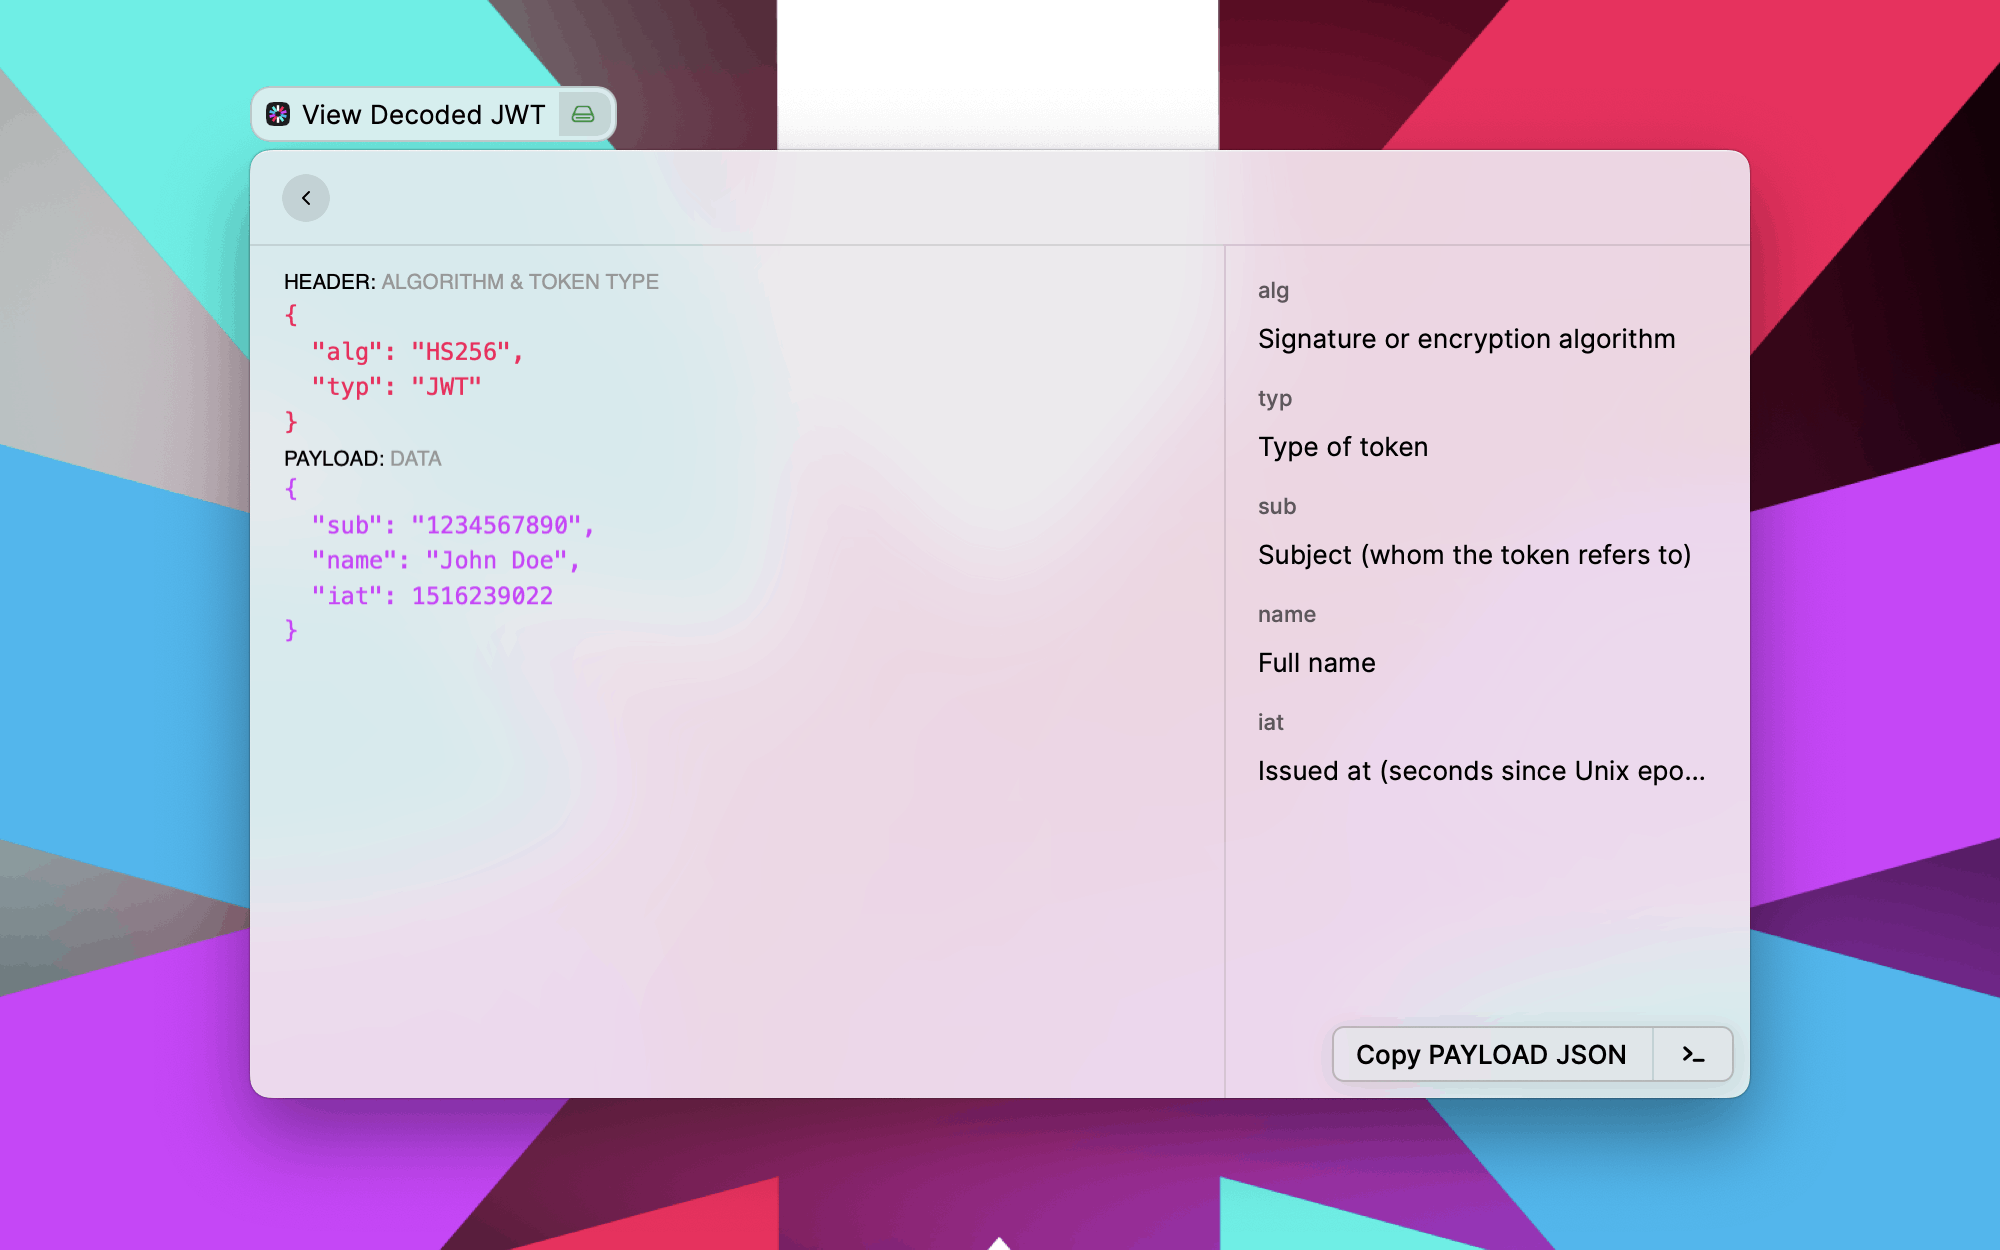 View Decoded JWT
HEADER: ALGORITHM & TOKEN TYPE
{
"alg": "HS256",
"typ": "JWT"
}
PAYLOAD: DATA
{
"sub": "1234567890",
"name": "John Doe",
"iat": 1516239022
}
alg
Signature or encryption algorithm
typ
Type of token
sub
Subject (whom the token refers to)
name
Full name
iat
Issued at (seconds since Unix epo...
Copy PAYLOAD JSON